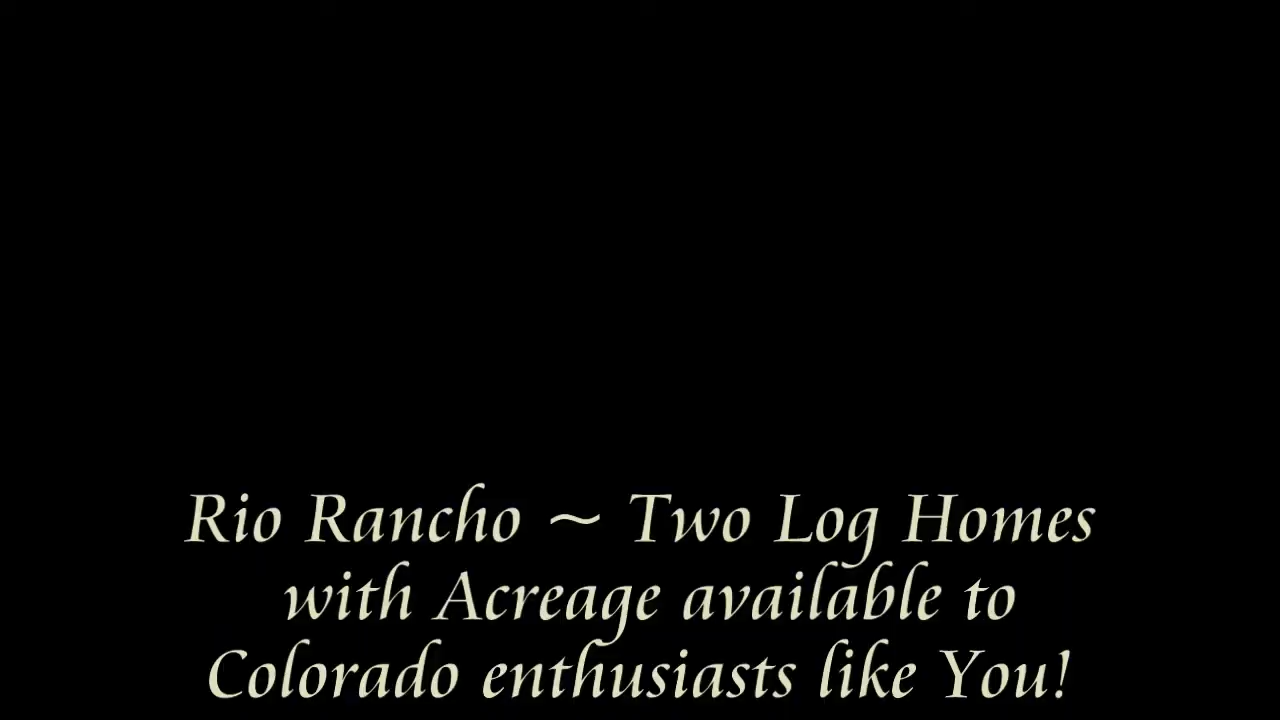 Rio Rancho ~ Two Log Homes
with Acreage available to
Colorado enthusiasts like You!